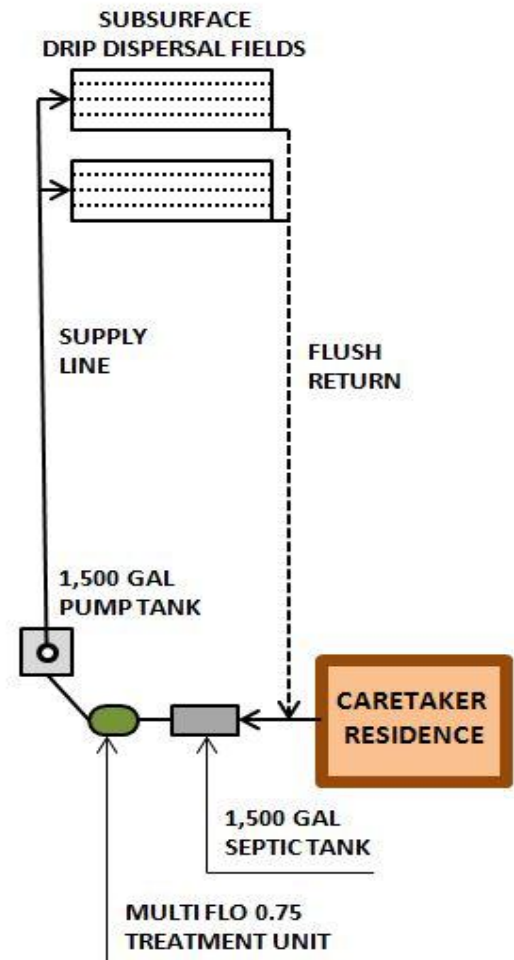 SUBSURFACE
DRIP DISPERSAL FIELDS
SUPPLY
LINE
FLUSH
RETURN
1,500 GAL
PUMP TANK
CARETAKER
RESIDENCE
1,500 GAL
SEPTIC TANK
MULTI FLO 0.75
TREATMENT UNIT